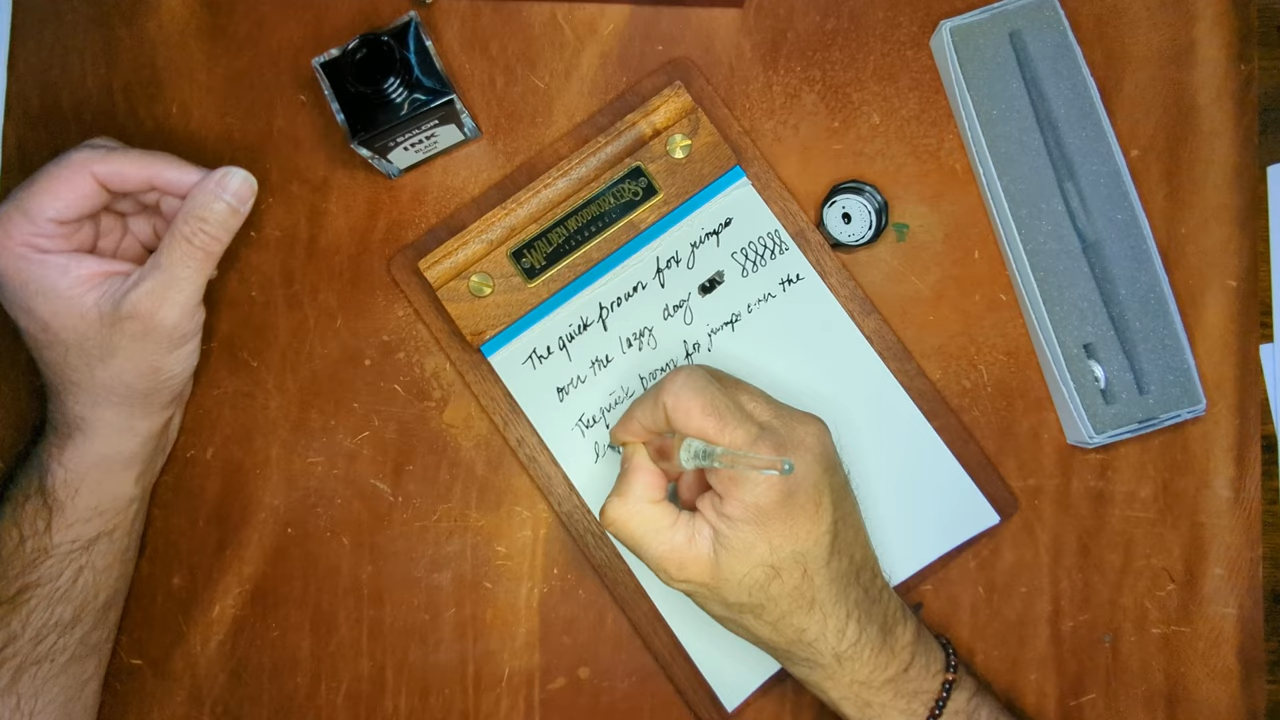 SAILOR
INK
BLACK
WALDEN WOODWORKERS
The quick brown fox jumps
over the lazy dog
The quick brown fox jumps over the